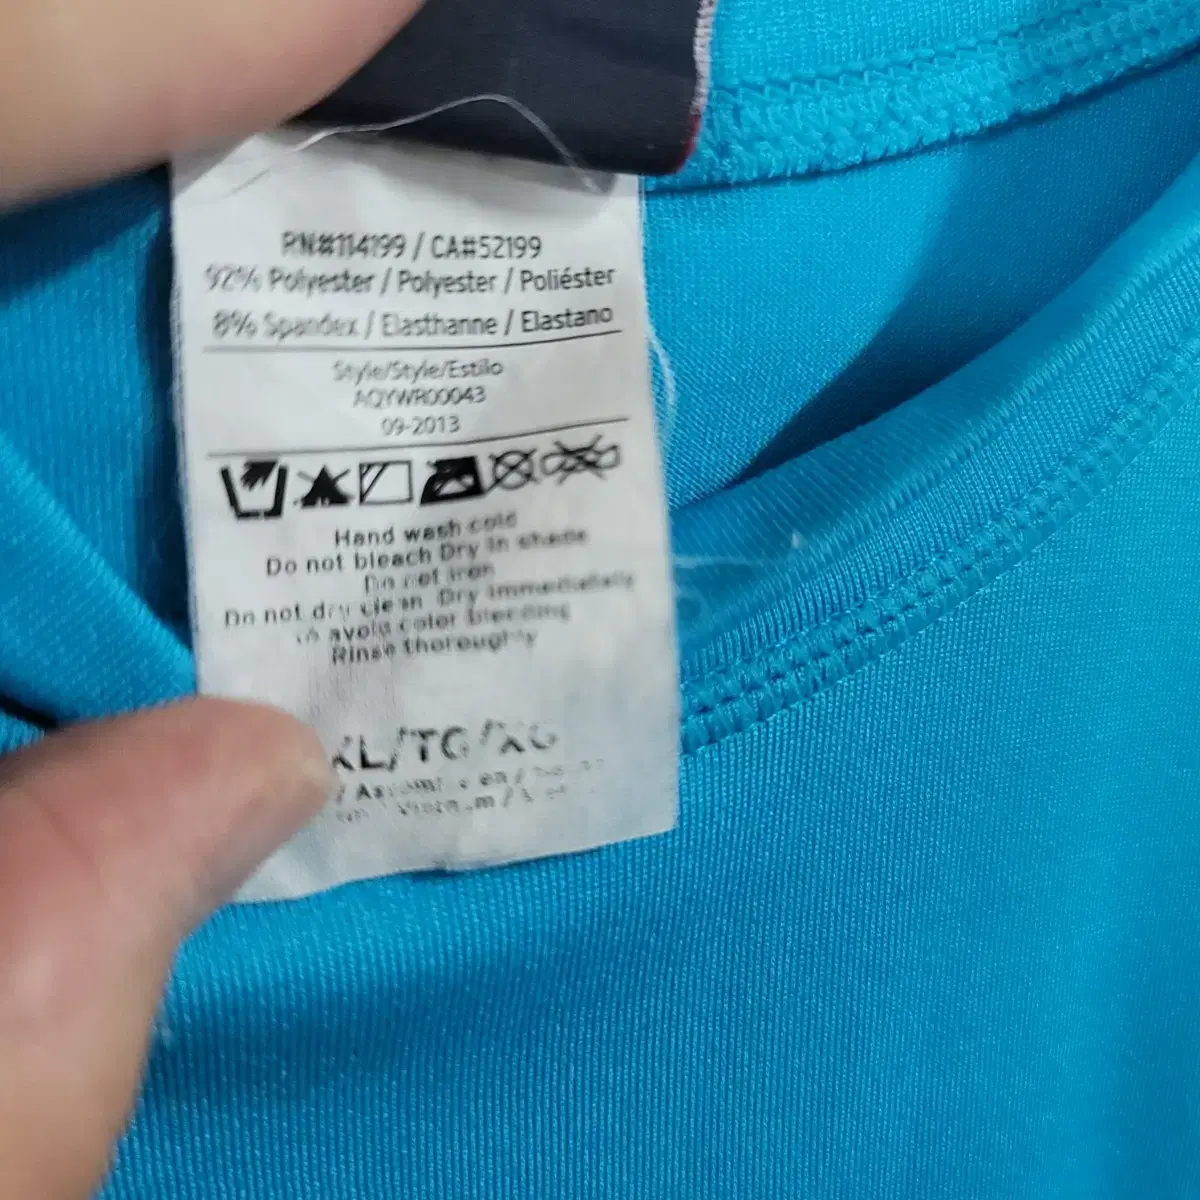 RN#114199 / CA#52199
92% Polyester / Polyester / Poliéster
8% Spandex / Elasthanne / Elastano
Style/Style/Estilo
AQYWR00043
09-2013
Hand wash cold
Do not bleach Dry in shade
Do not iron
Do not dry clean Dry immediately
to avoid color bleeding
Rinse thoroughly
XL/TG/XG